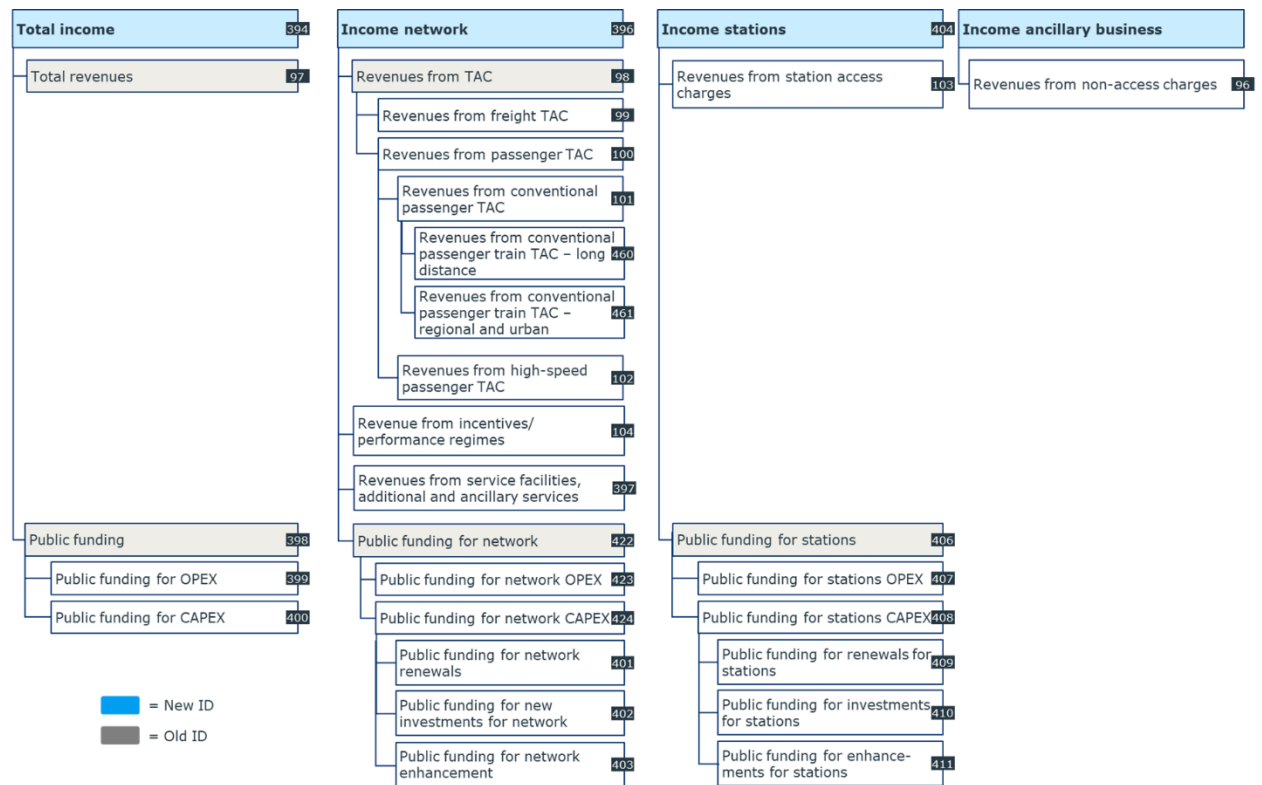 Total income 394
Total revenues 97
Public funding 398
Public funding for OPEX 399
Public funding for CAPEX 400
= New ID
= Old ID
Income network 396
Revenues from TAC 98
Revenues from freight TAC 99
Revenues from passenger TAC 100
Revenues from conventional
passenger TAC 101
Revenues from conventional
passenger train TAC – long 460
distance
Revenues from conventional
passenger train TAC – 461
regional and urban
Revenues from high-speed
passenger TAC 102
Revenue from incentives/
performance regimes 104
Revenues from service facilities,
additional and ancillary services 397
Public funding for network 422
Public funding for network OPEX 423
Public funding for network CAPEX 424
Public funding for network
renewals 401
Public funding for new
investments for network 402
Public funding for network
enhancement 403
Income stations 404
Revenues from station access
charges 103
Public funding for stations 406
Public funding for stations OPEX 407
Public funding for stations CAPEX 408
Public funding for renewals for
stations 409
Public funding for investments
for stations 410
Public funding for enhance-
ments for stations 411
Income ancillary business
Revenues from non-access charges 96